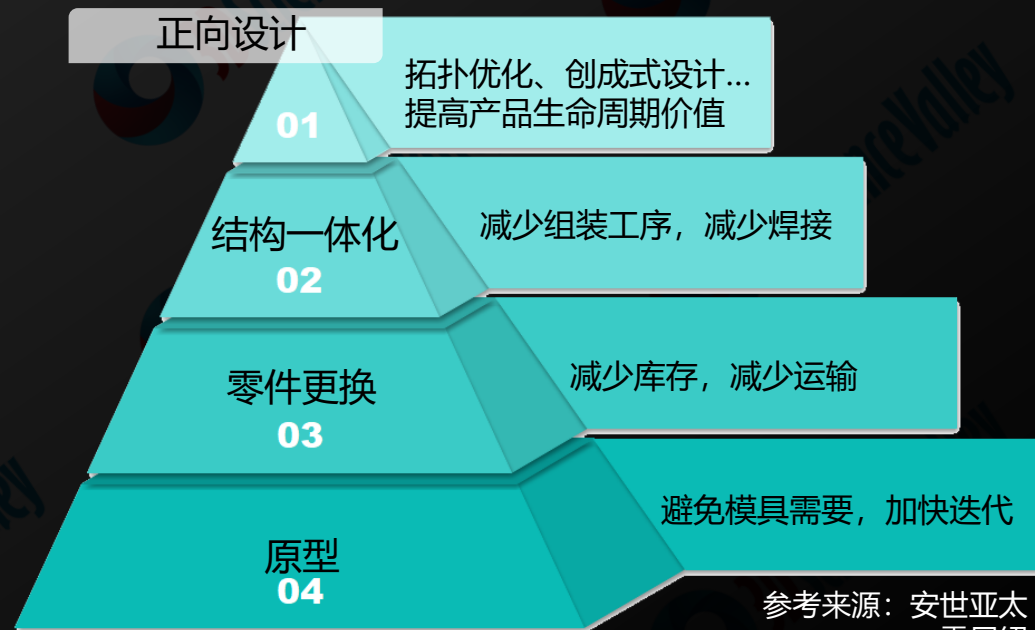 正向设计
拓扑优化、创成式设计...
提高产品生命周期价值
01
结构一体化
减少组装工序，减少焊接
02
零件更换
减少库存，减少运输
03
原型
避免模具需要，加快迭代
04
参考来源：安世亚太